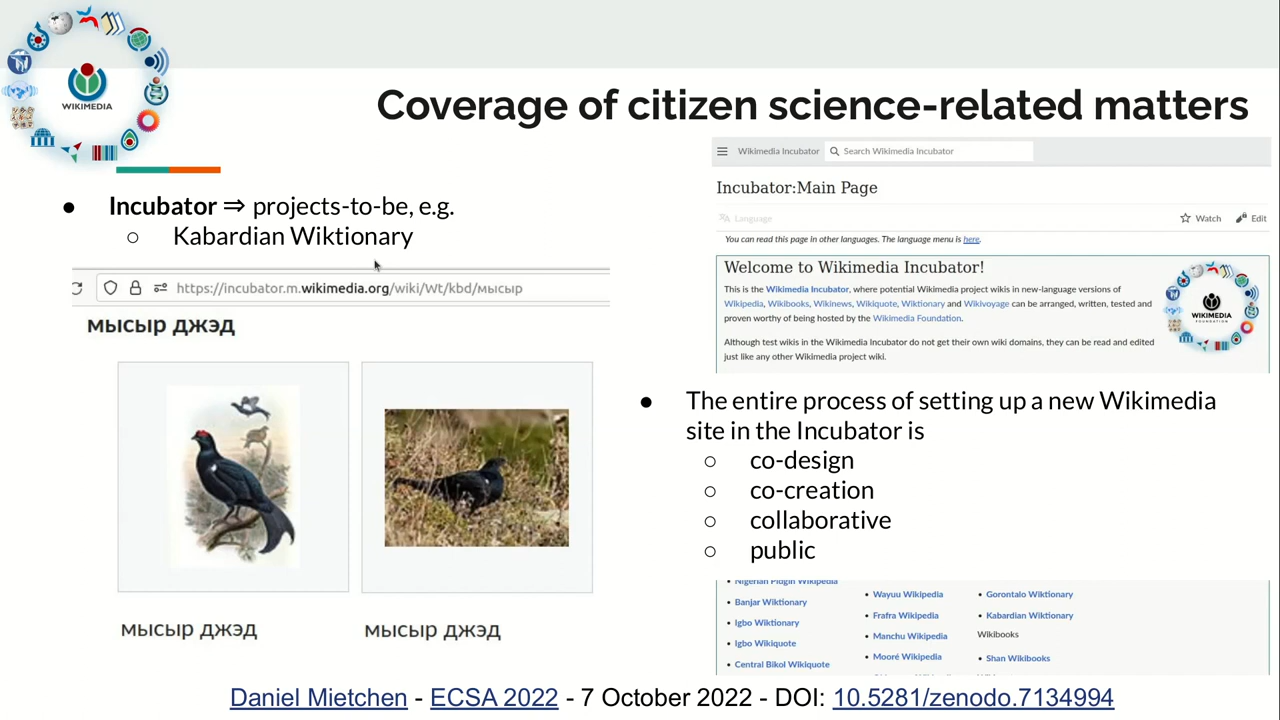 WIKIMEDIA
Coverage of citizen science-related matters
● Incubator ⇒ projects-to-be, e.g.
○ Kabardian Wiktionary
https://incubator.m.wikimedia.org/wiki/Wt/kbd/мысыр
мысыр джэд
мысыр джэд
мысыр джэд
Wikimedia Incubator
Search Wikimedia Incubator
Incubator:Main Page
Language
Watch
Edit
You can read this page in other languages. The language menu is here.
Welcome to Wikimedia Incubator!
This is the Wikimedia Incubator, where potential Wikimedia project wikis in new-language versions of
Wikipedia, Wikibooks, Wikinews, Wikiquote, Wiktionary and Wikivoyage can be arranged, written, tested and
proven worthy of being hosted by the Wikimedia Foundation.
Although test wikis in the Wikimedia Incubator do not get their own wiki domains, they can be read and edited
just like any other Wikimedia project wiki.
WIKIMEDIA
FOUNDATION
● The entire process of setting up a new Wikimedia
site in the Incubator is
○ co-design
○ co-creation
○ collaborative
○ public
Nigerian Pidgin Wikipedia
• Banjar Wiktionary
• Igbo Wiktionary
• Igbo Wikiquote
• Central Bikol Wikiquote
• Wayuu Wikipedia
• Frafra Wikipedia
• Manchu Wikipedia
• Mooré Wikipedia
• Gorontalo Wiktionary
• Kabardian Wiktionary
Wikibooks
• Shan Wikibooks
Daniel Mietchen - ECSA 2022 - 7 October 2022 - DOI: 10.5281/zenodo.7134994